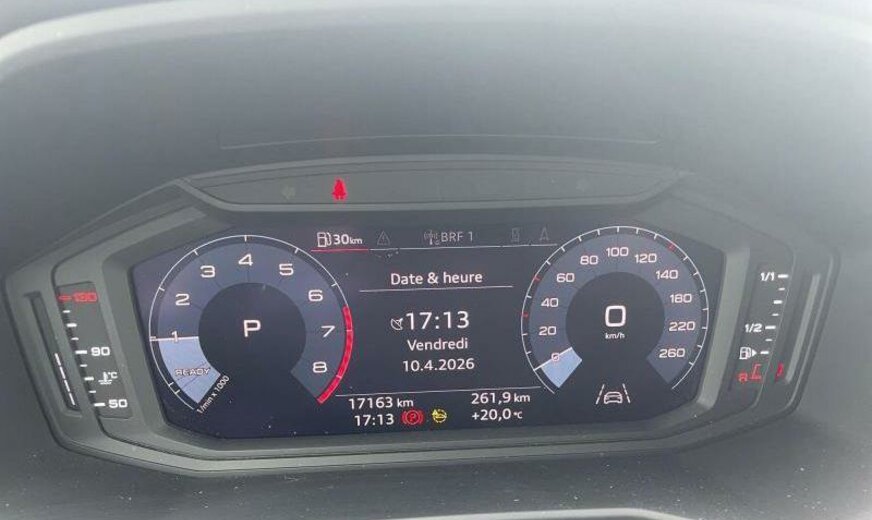 30km
BRF 1
Date & heure
17:13
Vendredi
10.4.2026
17163 km
261,9 km
17:13
+20,0 °C
P
READY
1
2
3
4
5
6
7
8
1/min x 1000
0
km/h
0
20
40
60
80
100
120
140
180
220
260
130
90
°C
50
1/1
1/2
R